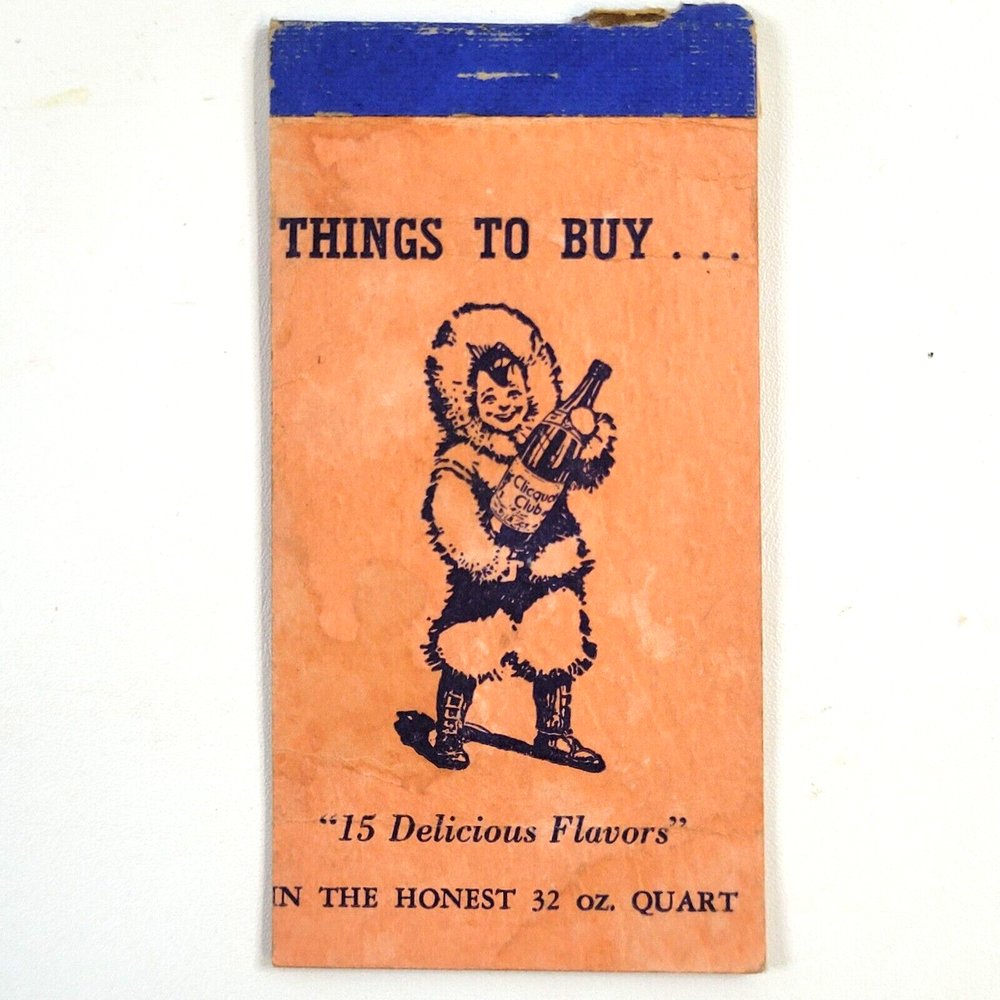 THINGS TO BUY...
Clicquot
Club
"15 Delicious Flavors"
IN THE HONEST 32 oz. QUART